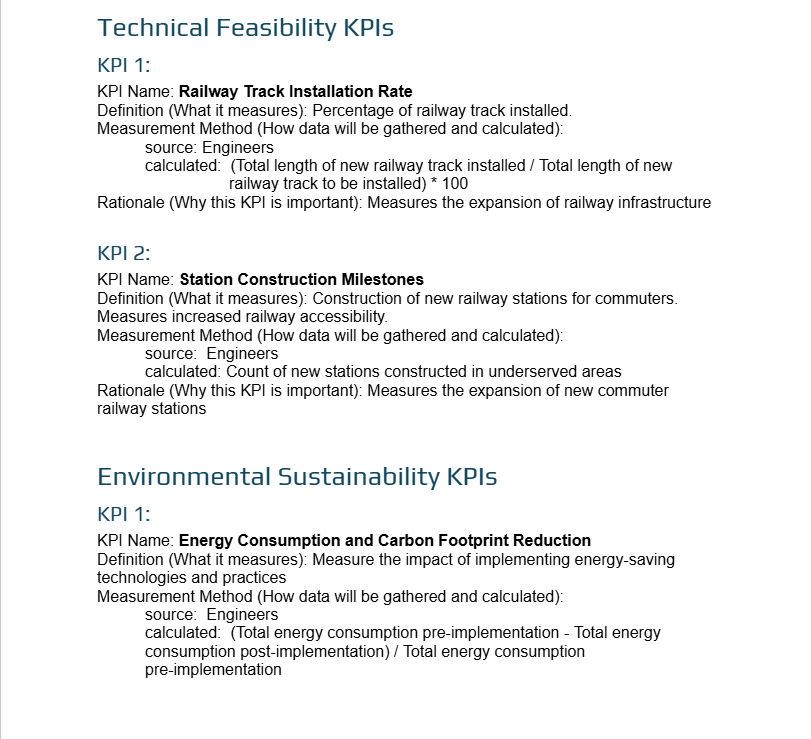 Technical Feasibility KPIs
KPI 1:
KPI Name: Railway Track Installation Rate
Definition (What it measures): Percentage of railway track installed.
Measurement Method (How data will be gathered and calculated):
source: Engineers
calculated:  (Total length of new railway track installed / Total length of new
railway track to be installed) * 100
Rationale (Why this KPI is important): Measures the expansion of railway infrastructure
KPI 2:
KPI Name: Station Construction Milestones
Definition (What it measures): Construction of new railway stations for commuters.
Measures increased railway accessibility.
Measurement Method (How data will be gathered and calculated):
source:  Engineers
calculated: Count of new stations constructed in underserved areas
Rationale (Why this KPI is important): Measures the expansion of new commuter
railway stations
Environmental Sustainability KPIs
KPI 1:
KPI Name: Energy Consumption and Carbon Footprint Reduction
Definition (What it measures): Measure the impact of implementing energy-saving
technologies and practices
Measurement Method (How data will be gathered and calculated):
source:  Engineers
calculated:  (Total energy consumption pre-implementation - Total energy
consumption post-implementation) / Total energy consumption
pre-implementation